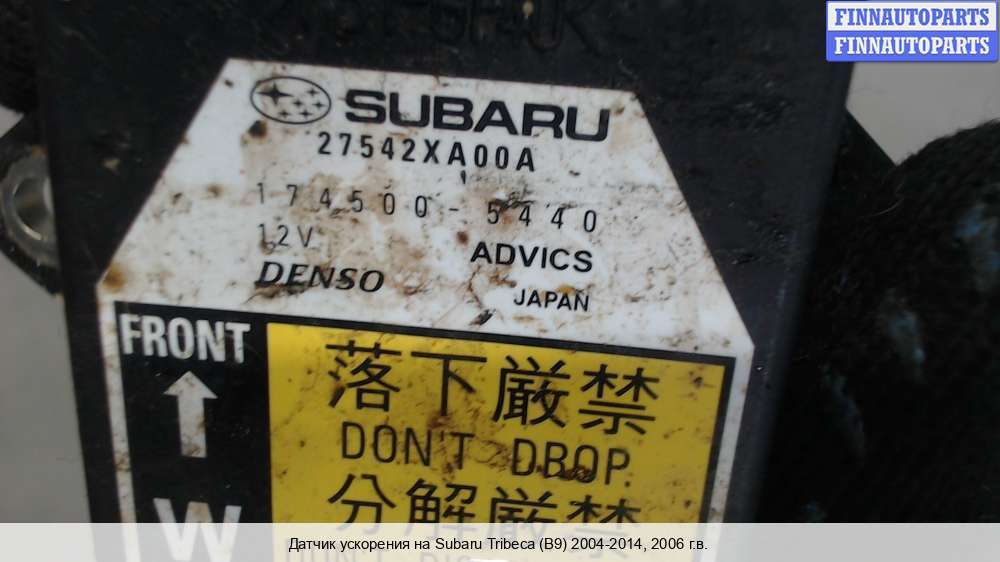 FINNAUTOPARTS
FINNAUTOPARTS
SUBARU
27542XA00A
174500-5440
12V
ADVICS
DENSO
JAPAN
FRONT
落下厳禁
DON'T DROP.
W
分解厳禁
DON'T
Датчик ускорения на Subaru Tribeca (B9) 2004-2014, 2006 г.в.